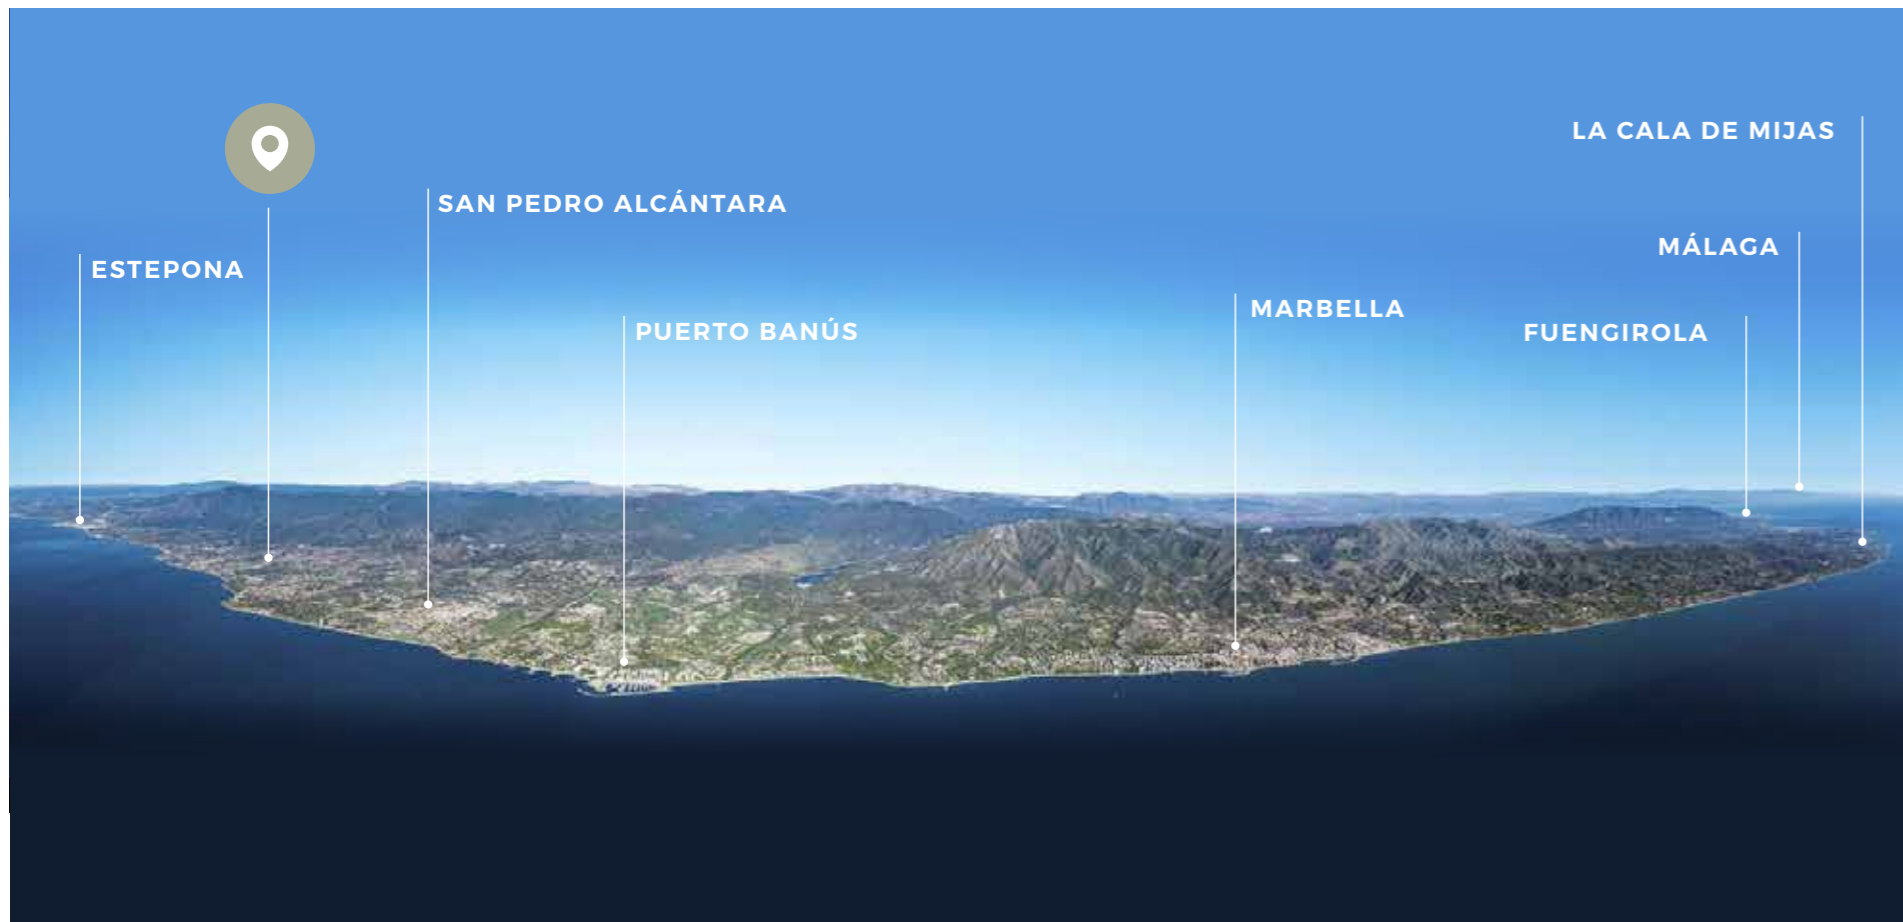 LA CALA DE MIJAS
SAN PEDRO ALCÁNTARA
MÁLAGA
ESTEPONA
MARBELLA
PUERTO BANÚS
FUENGIROLA